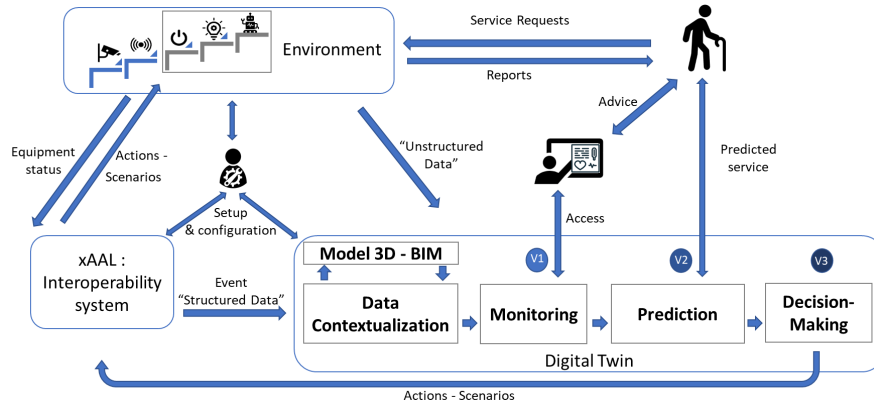 Service Requests
Environment
Reports
Advice
Equipment
status
Actions -
Scenarios
"Unstructured
Data"
Predicted
service
Setup
& configuration
Access
xAAL :
Interoperability
system
Model 3D - BIM
V1
V2
V3
Event
"Structured Data"
Data
Contextualization
Monitoring
Prediction
Decision-
Making
Digital Twin
Actions - Scenarios